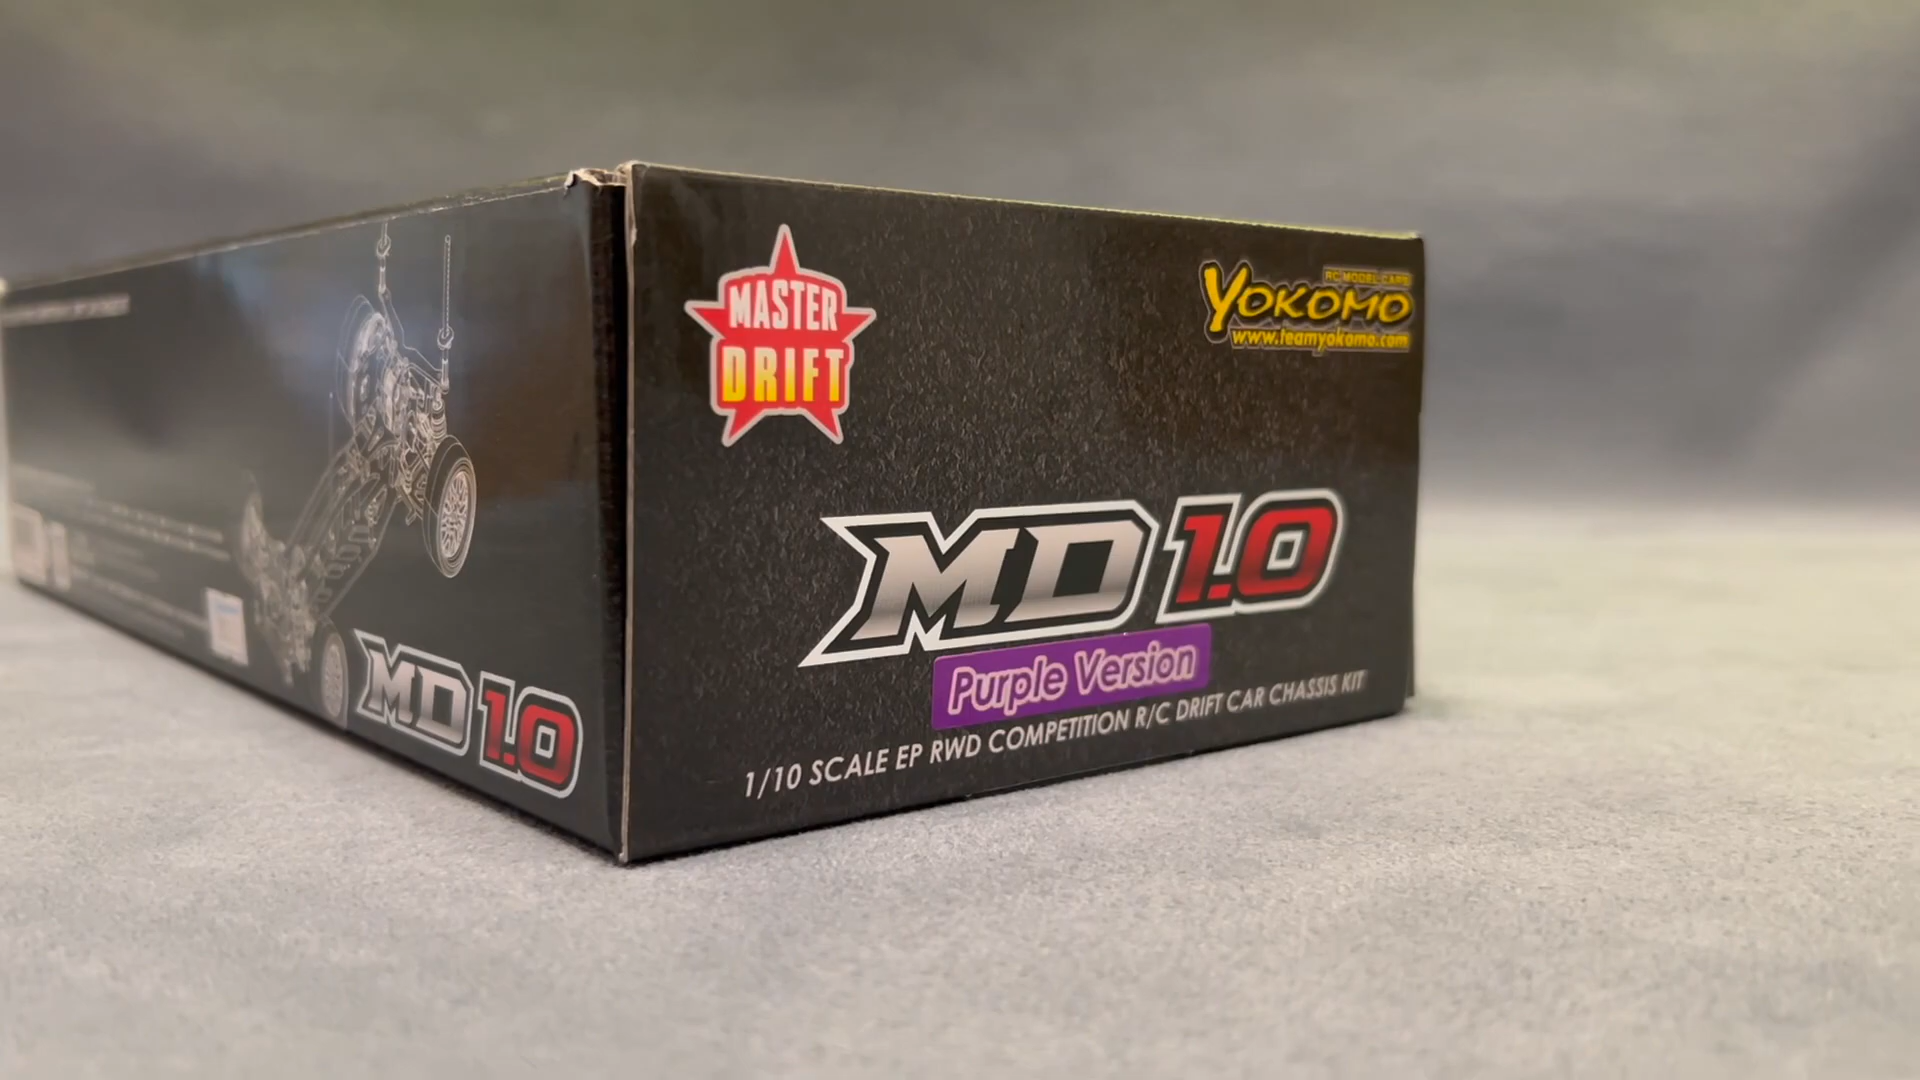 MASTER
DRIFT
RC MODEL CARS
YOKOMO
www.teamyokomo.com
MD 1.0
Purple Version
1/10 SCALE EP RWD COMPETITION R/C DRIFT CAR CHASSIS KIT
MD 1.0